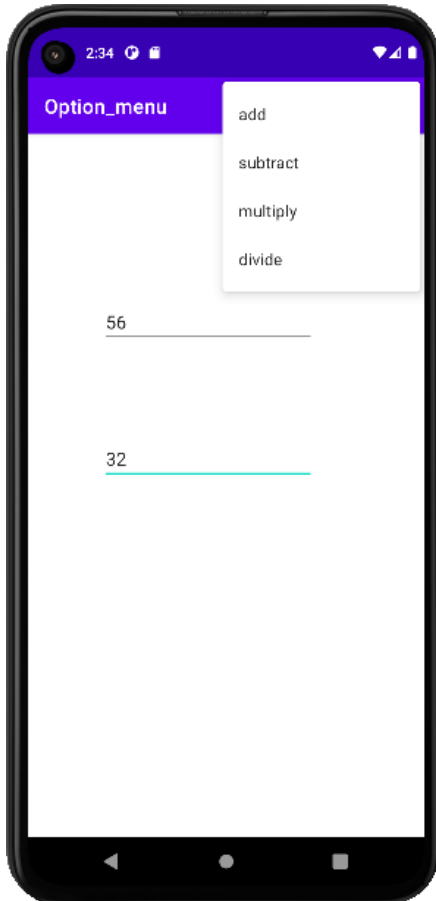 2:34
Option_menu
add
subtract
multiply
divide
56
32